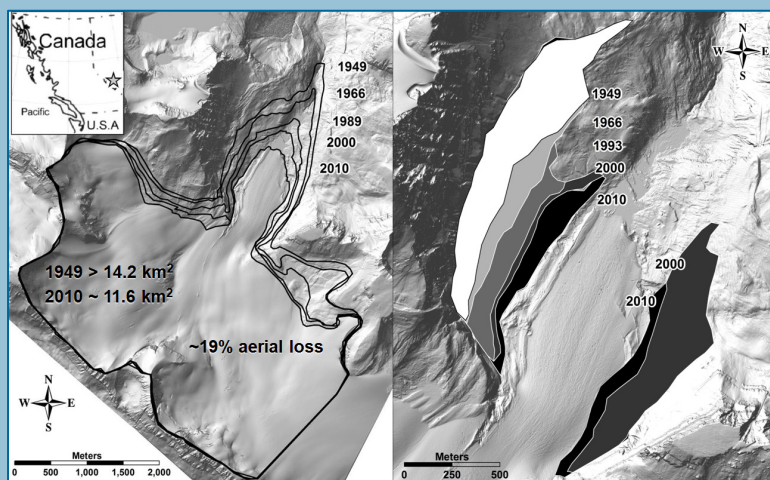 Canada
Pacific
U.S.A
1949
1966
1989
2000
2010
1949 > 14.2 km²
2010 ~ 11.6 km²
~19% aerial loss
N
W E
S
Meters
0 500 1,000 1,500 2,000
N
W E
S
1949
1966
1993
2000
2010
2000
2010
Meters
0 250 500